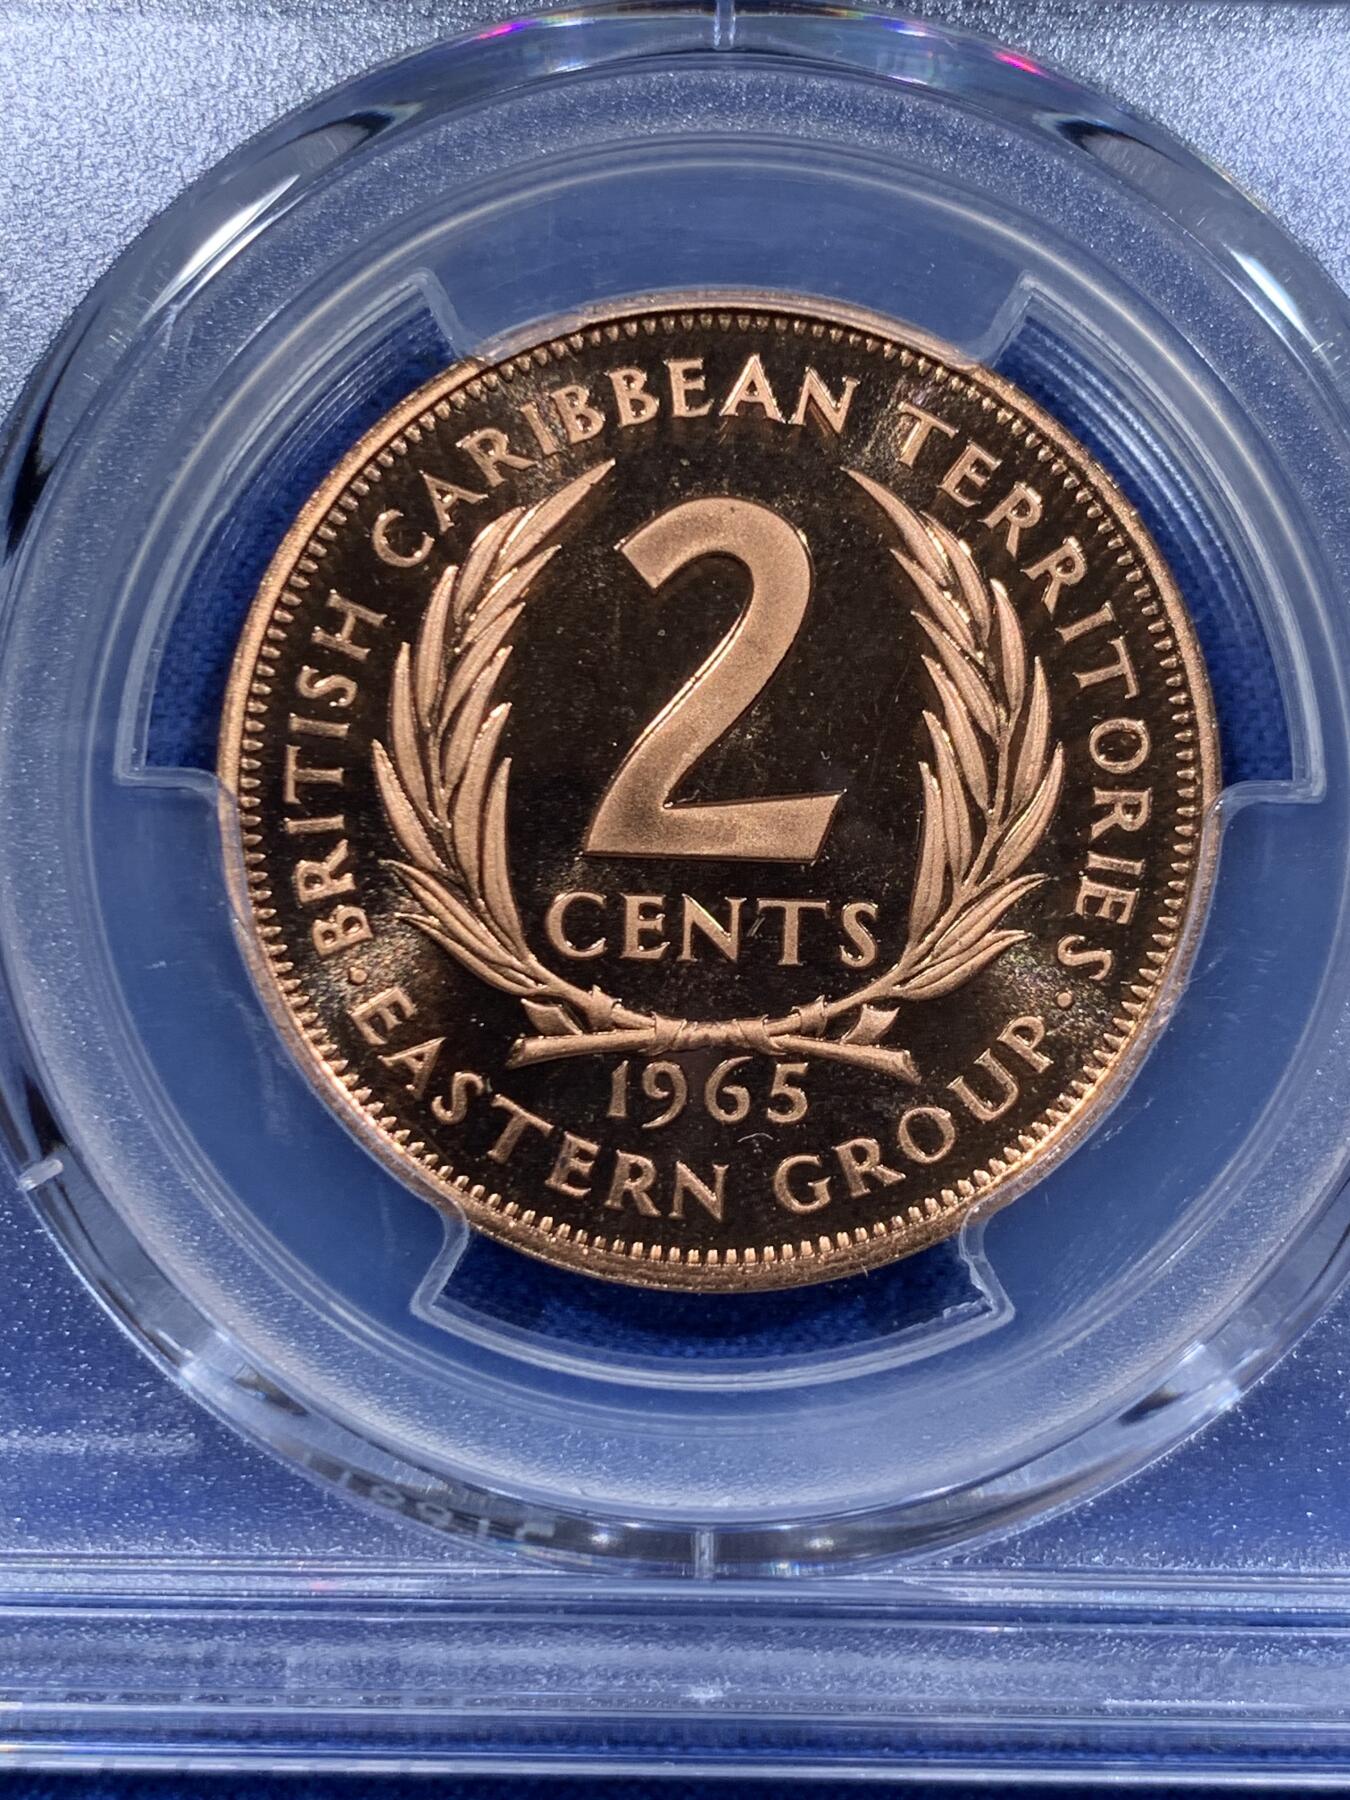 BRITISH CARIBBEAN TERRITORIES
2
CENTS
1965
· EASTERN GROUP ·